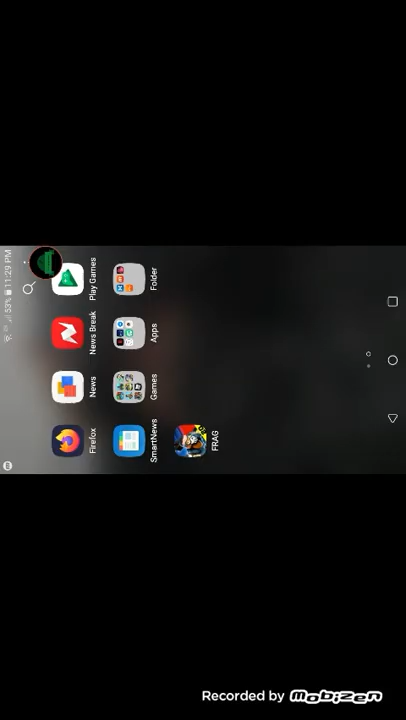 53% 11:29 PM
Firefox
News
News Break
Play Games
SmartNews
Games
Apps
Folder
FRAG
Recorded by MOBIZEN